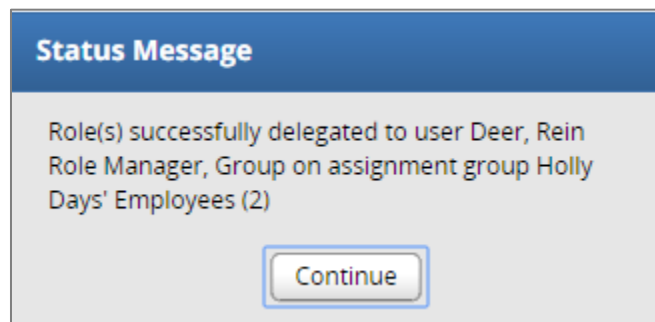 Status Message
Role(s) successfully delegated to user Deer, Rein
Role Manager, Group on assignment group Holly
Days' Employees (2)
Continue